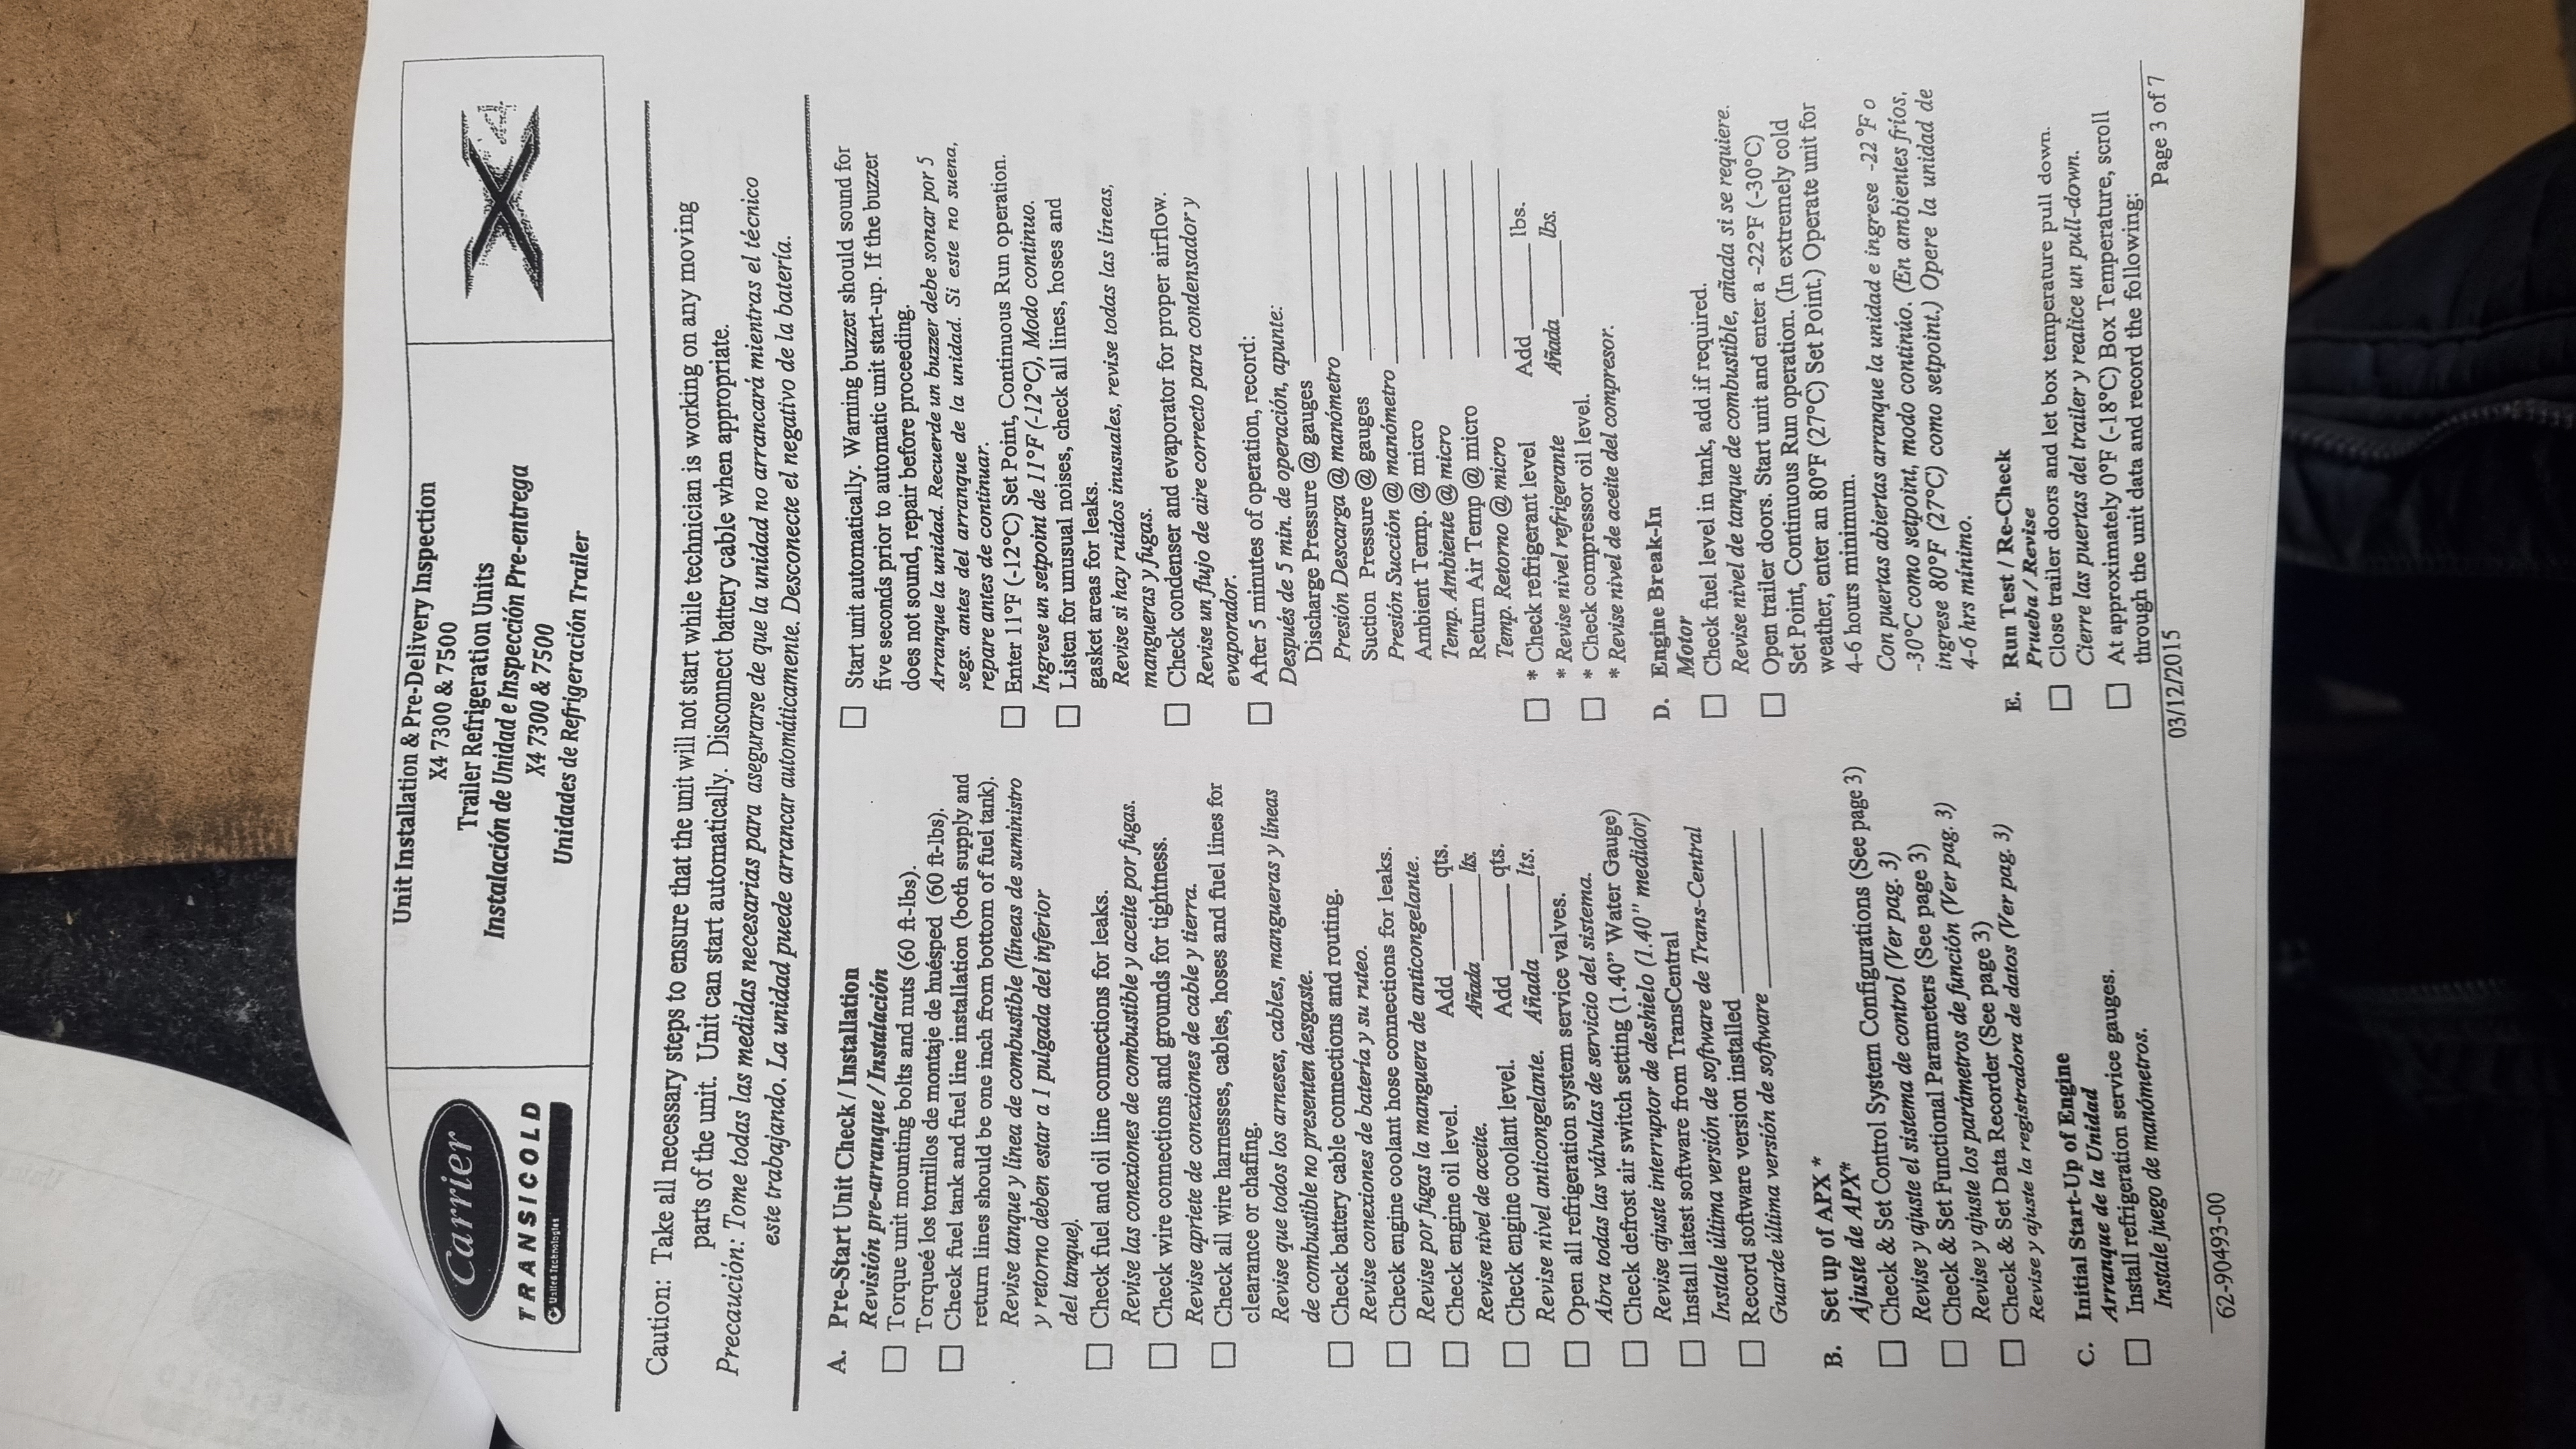 Carrier
TRANSICOLD
United Technologies
Unit Installation & Pre-Delivery Inspection
X4 7300 & 7500
Trailer Refrigeration Units
Instalación de Unidad e Inspección Pre-entrega
X4 7300 & 7500
Unidades de Refrigeración Trailer
X4
Caution: Take all necessary steps to ensure that the unit will not start while technician is working on any moving
parts of the unit. Unit can start automatically. Disconnect battery cable when appropriate.
Precaución: Tome todas las medidas necesarias para asegurarse de que la unidad no arrancará mientras el técnico
este trabajando. La unidad puede arrancar automáticamente. Desconecte el negativo de la batería.
A. Pre-Start Unit Check / Installation
Revisión pre-arranque / Instalación
Torque unit mounting bolts and nuts (60 ft-lbs).
Torqueé los tornillos de montaje de huésped (60 ft-lbs).
Check fuel tank and fuel line installation (both supply and
return lines should be one inch from bottom of fuel tank).
Revise tanque y línea de combustible (líneas de suministro
y retorno deben estar a 1 pulgada del inferior
del tanque).
Check fuel and oil line connections for leaks.
Revise las conexiones de combustible y aceite por fugas.
Check wire connections and grounds for tightness.
Revise apriete de conexiones de cable y tierra.
Check all wire harnesses, cables, hoses and fuel lines for
clearance or chafing.
Revise que todos los arneses, cables, mangueras y líneas
de combustible no presenten desgaste.
Check battery cable connections and routing.
Revise conexiones de batería y su ruteo.
Check engine coolant hose connections for leaks.
Revise por fugas la manguera de anticongelante.
Check engine oil level. Add ______ qts.
Revise nivel de aceite. Añada ______ lts.
Check engine coolant level. Add ______ qts.
Revise nivel anticongelante. Añada ______ lts.
Open all refrigeration system service valves.
Abra todas las válvulas de servicio del sistema.
Check defrost air switch setting (1.40” Water Gauge)
Revise ajuste interruptor de deshielo (1.40” medidor)
Install latest software from TransCentral
Instale última versión de software de Trans-Central
Record software version installed ____________
Guarde última versión de software ____________
B. Set up of APX *
Ajuste de APX*
Check & Set Control System Configurations (See page 3)
Revise y ajuste el sistema de control (Ver pag. 3)
Check & Set Functional Parameters (See page 3)
Revise y ajuste los parámetros de función (Ver pag. 3)
Check & Set Data Recorder (See page 3)
Revise y ajuste la registradora de datos (Ver pag. 3)
C. Initial Start-Up of Engine
Arranque de la Unidad
Install refrigeration service gauges.
Instale juego de manómetros.
Start unit automatically. Warning buzzer should sound for
five seconds prior to automatic unit start-up. If the buzzer
does not sound, repair before proceeding.
Arranque la unidad. Recuerde un buzzer debe sonar por 5
segs. antes del arranque de la unidad. Si este no suena,
repare antes de continuar.
Enter 11°F (-12°C) Set Point, Continuous Run operation.
Ingrese un setpoint de 11°F (-12°C), Modo continuo.
Listen for unusual noises, check all lines, hoses and
gasket areas for leaks.
Revise si hay ruidos inusuales, revise todas las líneas,
mangueras y fugas.
Check condenser and evaporator for proper airflow.
Revise un flujo de aire correcto para condensador y
evaporador.
After 5 minutes of operation, record:
Después de 5 min. de operación, apunte:
Discharge Pressure @ gauges ____________
Presión Descarga @ manómetro ____________
Suction Pressure @ gauges ____________
Presión Succión @ manómetro ____________
Ambient Temp. @ micro ____________
Temp. Ambiente @ micro ____________
Return Air Temp @ micro ____________
Temp. Retorno @ micro ____________
* Check refrigerant level Add ______ lbs.
* Revise nivel refrigerante Añada ______ lbs.
* Check compressor oil level.
* Revise nivel de aceite del compresor.
D. Engine Break-In
Motor
Check fuel level in tank, add.if required.
Revise nivel de tanque de combustible, añada si se requiere.
Open trailer doors. Start unit and enter a -22°F (-30°C)
Set Point, Continuous Run operation. (In extremely cold
weather, enter an 80°F (27°C) Set Point.) Operate unit for
4-6 hours minimum.
Con puertas abiertas arranque la unidad e ingrese -22°F o
-30°C como setpoint, modo continúo. (En ambientes fríos,
ingrese 80°F (27°C) como setpoint.) Opere la unidad de
4-6 hrs mínimo.
E. Run Test / Re-Check
Prueba / Revise
Close trailer doors and let box temperature pull down.
Cierre las puertas del trailer y realice un pull-down.
At approximately 0°F (-18°C) Box Temperature, scroll
through the unit data and record the following:
62-90493-00
03/12/2015
Page 3 of 7